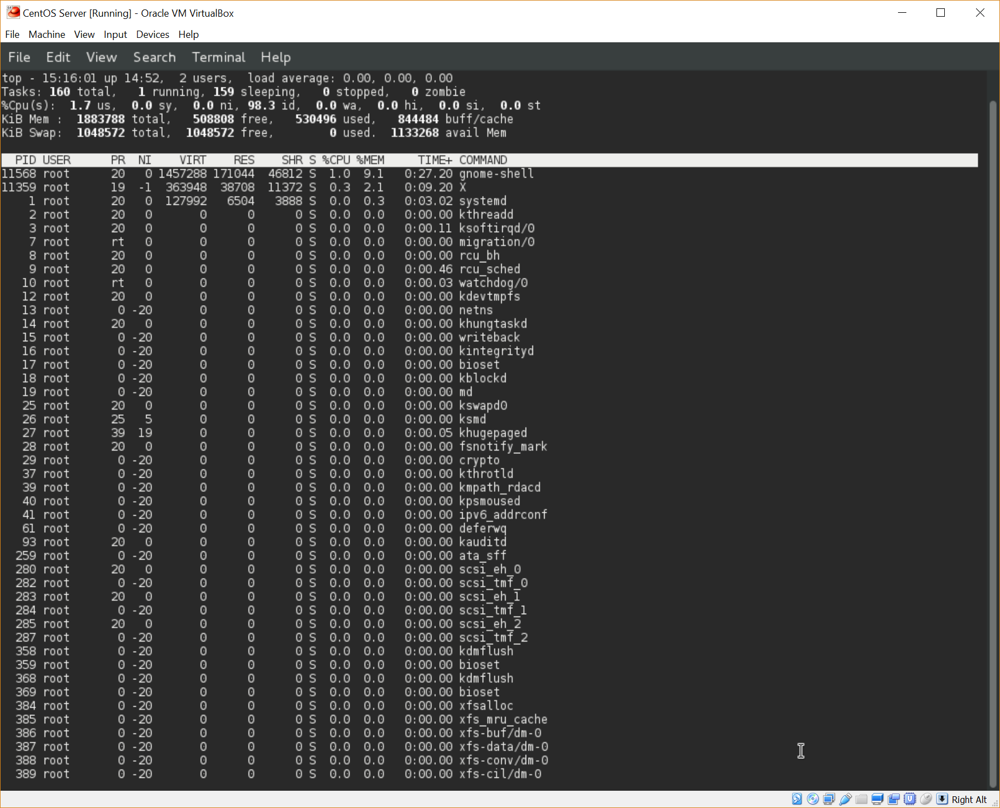 CentOS Server [Running] - Oracle VM VirtualBox
File Machine View Input Devices Help
File Edit View Search Terminal Help
top - 15:16:01 up 14:52,  2 users,  load average: 0.00, 0.00, 0.00
Tasks: 160 total,   1 running, 159 sleeping,   0 stopped,   0 zombie
%Cpu(s):  1.7 us,  0.0 sy,  0.0 ni, 98.3 id,  0.0 wa,  0.0 hi,  0.0 si,  0.0 st
KiB Mem :  1883788 total,   508808 free,   530496 used,   844484 buff/cache
KiB Swap:  1048572 total,  1048572 free,        0 used.  1133268 avail Mem
PID USER PR NI VIRT RES SHR S %CPU %MEM TIME+ COMMAND
11568 root 20 0 1457288 171044 46812 S 1.0 9.1 0:27.20 gnome-shell
11359 root 19 -1 363948 38708 11372 S 0.3 2.1 0:09.20 X
1 root 20 0 127992 6504 3888 S 0.0 0.3 0:03.02 systemd
2 root 20 0 0 0 0 S 0.0 0.0 0:00.00 kthreadd
3 root 20 0 0 0 0 S 0.0 0.0 0:00.11 ksoftirqd/0
7 root rt 0 0 0 0 S 0.0 0.0 0:00.00 migration/0
8 root 20 0 0 0 0 S 0.0 0.0 0:00.00 rcu_bh
9 root 20 0 0 0 0 S 0.0 0.0 0:00.46 rcu_sched
10 root rt 0 0 0 0 S 0.0 0.0 0:00.03 watchdog/0
12 root 20 0 0 0 0 S 0.0 0.0 0:00.00 kdevtmpfs
13 root 0 -20 0 0 0 S 0.0 0.0 0:00.00 netns
14 root 20 0 0 0 0 S 0.0 0.0 0:00.00 khungtaskd
15 root 0 -20 0 0 0 S 0.0 0.0 0:00.00 writeback
16 root 0 -20 0 0 0 S 0.0 0.0 0:00.00 kintegrityd
17 root 0 -20 0 0 0 S 0.0 0.0 0:00.00 bioset
18 root 0 -20 0 0 0 S 0.0 0.0 0:00.00 kblockd
19 root 0 -20 0 0 0 S 0.0 0.0 0:00.00 md
25 root 20 0 0 0 0 S 0.0 0.0 0:00.00 kswapd0
26 root 25 5 0 0 0 S 0.0 0.0 0:00.00 ksmd
27 root 39 19 0 0 0 S 0.0 0.0 0:00.05 khugepaged
28 root 20 0 0 0 0 S 0.0 0.0 0:00.00 fsnotify_mark
29 root 0 -20 0 0 0 S 0.0 0.0 0:00.00 crypto
37 root 0 -20 0 0 0 S 0.0 0.0 0:00.00 kthrotld
39 root 0 -20 0 0 0 S 0.0 0.0 0:00.00 kmpath_rdacd
40 root 0 -20 0 0 0 S 0.0 0.0 0:00.00 kpsmoused
41 root 0 -20 0 0 0 S 0.0 0.0 0:00.00 ipv6_addrconf
61 root 0 -20 0 0 0 S 0.0 0.0 0:00.00 deferwq
93 root 20 0 0 0 0 S 0.0 0.0 0:00.00 kauditd
259 root 0 -20 0 0 0 S 0.0 0.0 0:00.00 ata_sff
280 root 20 0 0 0 0 S 0.0 0.0 0:00.00 scsi_eh_0
282 root 0 -20 0 0 0 S 0.0 0.0 0:00.00 scsi_tmf_0
283 root 20 0 0 0 0 S 0.0 0.0 0:00.00 scsi_eh_1
284 root 0 -20 0 0 0 S 0.0 0.0 0:00.00 scsi_tmf_1
285 root 20 0 0 0 0 S 0.0 0.0 0:00.00 scsi_eh_2
287 root 0 -20 0 0 0 S 0.0 0.0 0:00.00 scsi_tmf_2
358 root 0 -20 0 0 0 S 0.0 0.0 0:00.00 kdmflush
359 root 0 -20 0 0 0 S 0.0 0.0 0:00.00 bioset
368 root 0 -20 0 0 0 S 0.0 0.0 0:00.00 kdmflush
369 root 0 -20 0 0 0 S 0.0 0.0 0:00.00 bioset
384 root 0 -20 0 0 0 S 0.0 0.0 0:00.00 xfsalloc
385 root 0 -20 0 0 0 S 0.0 0.0 0:00.00 xfs_mru_cache
386 root 0 -20 0 0 0 S 0.0 0.0 0:00.00 xfs-buf/dm-0
387 root 0 -20 0 0 0 S 0.0 0.0 0:00.00 xfs-data/dm-0
388 root 0 -20 0 0 0 S 0.0 0.0 0:00.00 xfs-conv/dm-0
389 root 0 -20 0 0 0 S 0.0 0.0 0:00.00 xfs-cil/dm-0
Right Alt